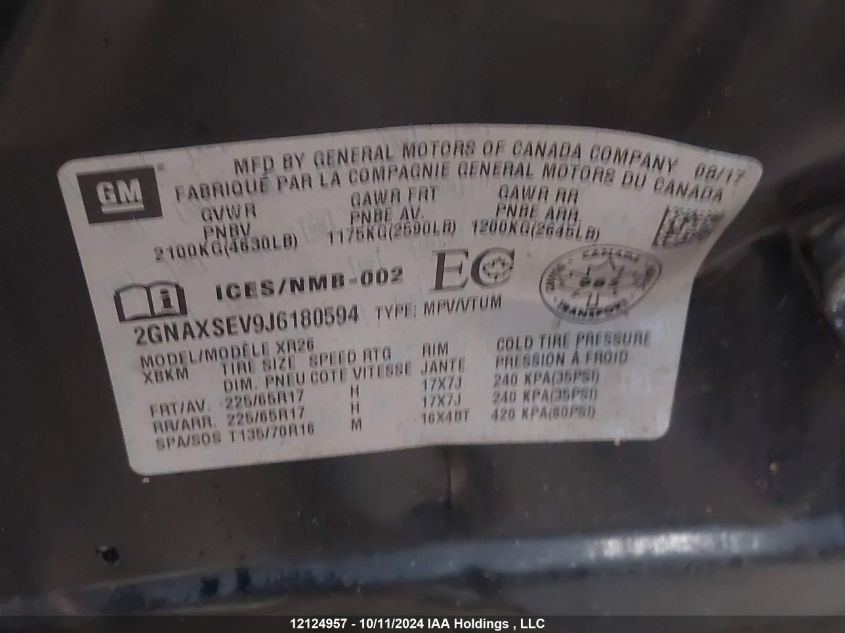 GM
MFD BY GENERAL MOTORS OF CANADA COMPANY 08/17
FABRIQUÉ PAR LA COMPAGNIE GENERAL MOTORS DU CANADA
GVWR GAWR FRT GAWR RR
PNBV PNBE AV. PNBE ARR.
2100KG(4630LB) 1175KG(2590LB) 1200KG(2645LB)
ICES/NMB-002 EC CANADA TRANSPORT
2GNAXSEV9J6180594 TYPE: MPV/VTUM
MODEL/MODÈLE XR26
XBKM TIRE SIZE SPEED RTG RIM COLD TIRE PRESSURE
DIM. PNEU COTE VITESSE JANTE PRESSION À FROID
FRT/AV. 225/65R17 H 17X7J 240 KPA(35PSI)
RR/ARR. 225/65R17 H 17X7J 240 KPA(35PSI)
SPA/SOS T135/70R16 M 16X4BT 420 KPA(60PSI)
12124957 - 10/11/2024 IAA Holdings , LLC